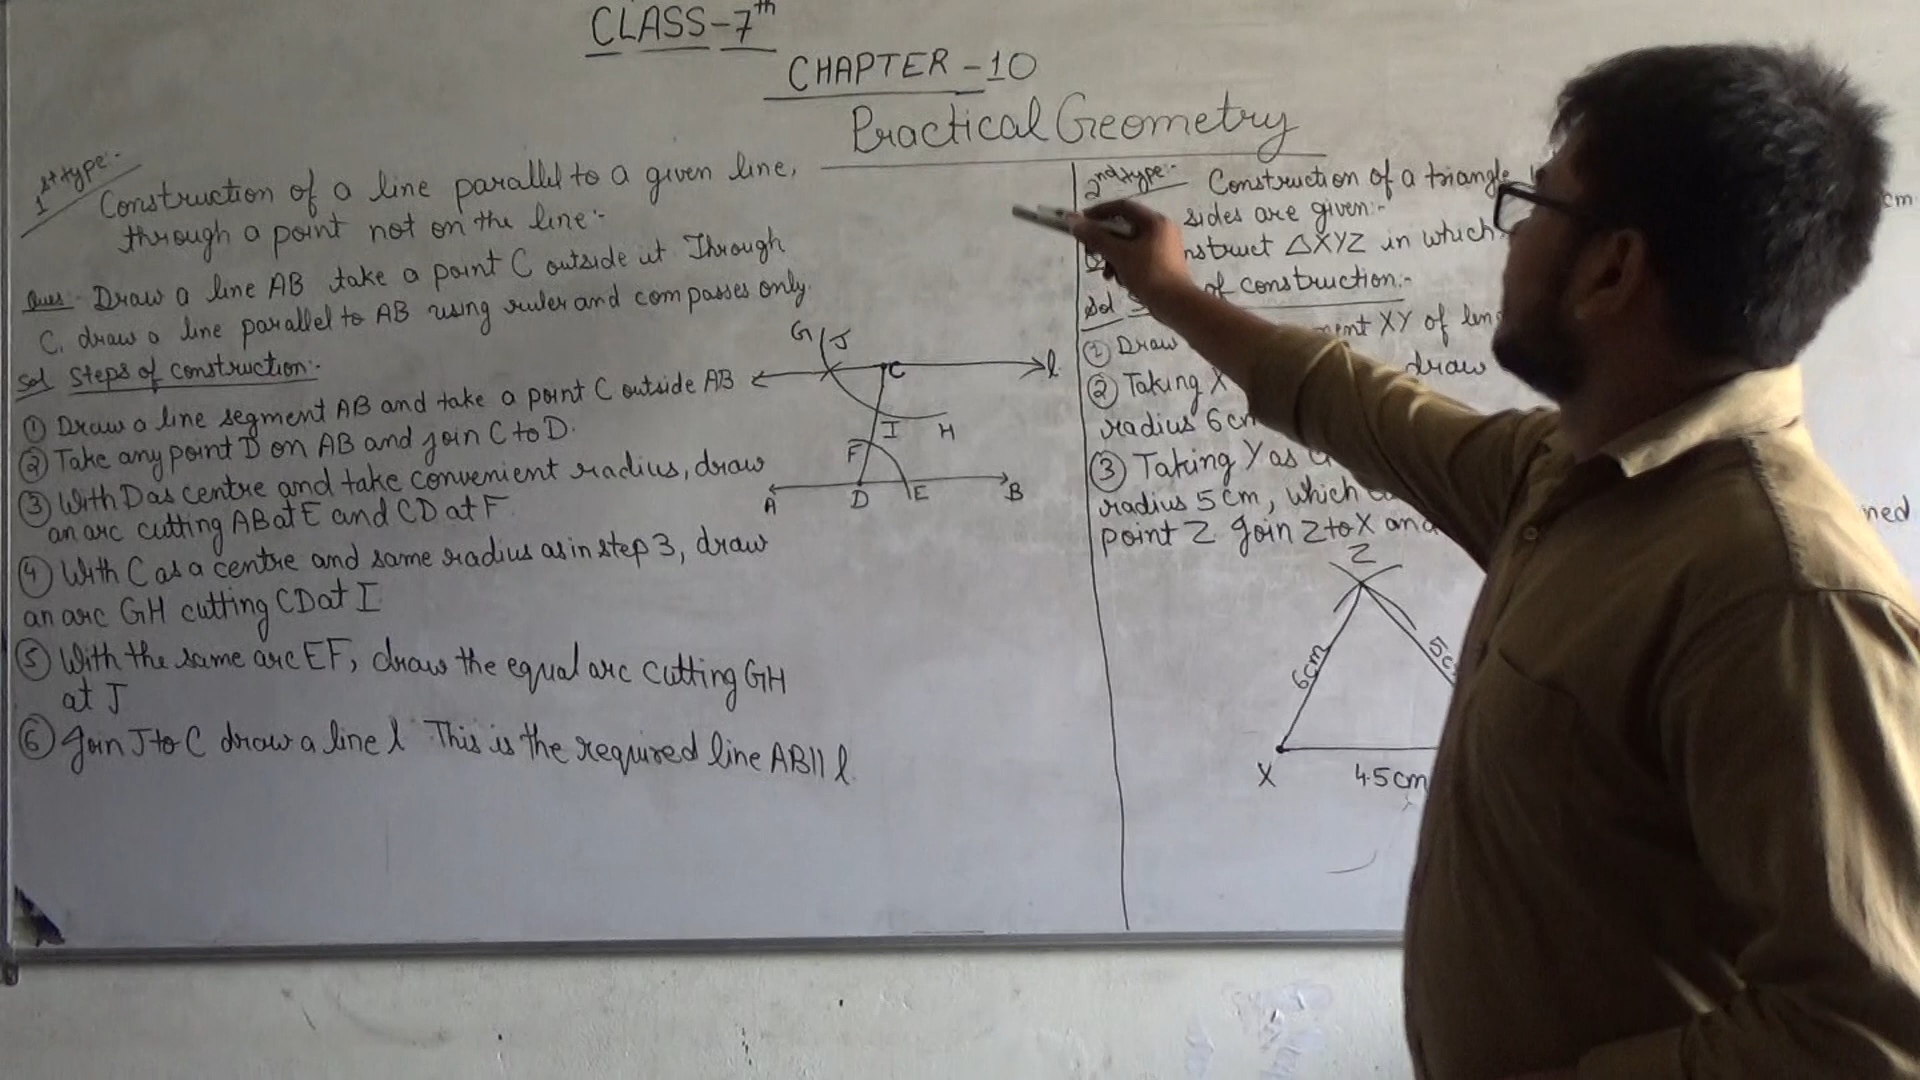 CLASS-7th
CHAPTER-10
Practical Geometry
1st type:-
Construction of a line parallel to a given line,
through a point not on the line:-
Ques:- Draw a line AB take a point C outside it Through
C, draw a line parallel to AB using ruler and compasses only.
Sol Steps of construction:-
① Draw a line segment AB and take a point C outside AB
② Take any point D on AB and join C to D.
③ With D as centre and take convenient radius, draw
an arc cutting AB at E and CD at F.
④ With C as a centre and same radius as in step 3, draw
an arc GH cutting CD at I
⑤ With the same arc EF, draw the equal arc cutting GH
at J
⑥ Join J to C draw a line l This is the required line AB || l.
G J
C l
I H
F
A D E B
2nd type:- Construction of a triangle
sides are given:-
nstruct △XYZ in which
cm
Sol of construction:-
① Draw ment XY of len
② Taking X draw
radius 6 cm
③ Taking Y as
radius 5 cm, which
ned
point Z Join Z to X and
Z
6cm 5c
X 4.5cm